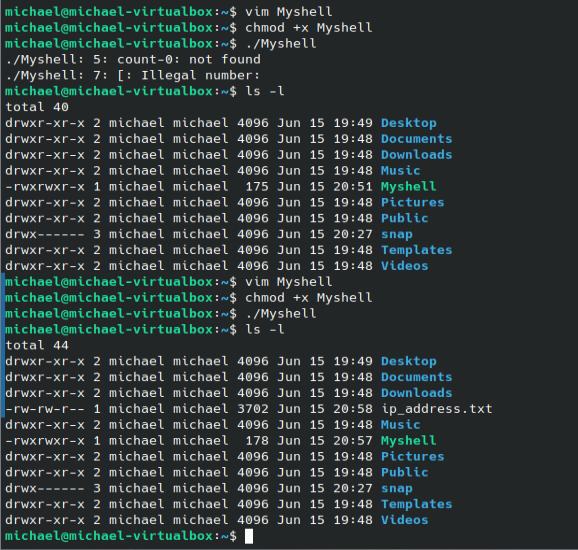 michael@michael-virtualbox:~$ vim Myshell
michael@michael-virtualbox:~$ chmod +x Myshell
michael@michael-virtualbox:~$ ./Myshell
./Myshell: 5: count-0: not found
./Myshell: 7: [: Illegal number:
michael@michael-virtualbox:~$ ls -l
total 40
drwxr-xr-x 2 michael michael 4096 Jun 15 19:49 Desktop
drwxr-xr-x 2 michael michael 4096 Jun 15 19:48 Documents
drwxr-xr-x 2 michael michael 4096 Jun 15 19:48 Downloads
drwxr-xr-x 2 michael michael 4096 Jun 15 19:48 Music
-rwxrwxr-x 1 michael michael  175 Jun 15 20:51 Myshell
drwxr-xr-x 2 michael michael 4096 Jun 15 19:48 Pictures
drwxr-xr-x 2 michael michael 4096 Jun 15 19:48 Public
drwx------ 3 michael michael 4096 Jun 15 20:27 snap
drwxr-xr-x 2 michael michael 4096 Jun 15 19:48 Templates
drwxr-xr-x 2 michael michael 4096 Jun 15 19:48 Videos
michael@michael-virtualbox:~$ vim Myshell
michael@michael-virtualbox:~$ chmod +x Myshell
michael@michael-virtualbox:~$ ./Myshell
michael@michael-virtualbox:~$ ls -l
total 44
drwxr-xr-x 2 michael michael 4096 Jun 15 19:49 Desktop
drwxr-xr-x 2 michael michael 4096 Jun 15 19:48 Documents
drwxr-xr-x 2 michael michael 4096 Jun 15 19:48 Downloads
-rw-rw-r-- 1 michael michael 3702 Jun 15 20:58 ip_address.txt
drwxr-xr-x 2 michael michael 4096 Jun 15 19:48 Music
-rwxrwxr-x 1 michael michael  178 Jun 15 20:57 Myshell
drwxr-xr-x 2 michael michael 4096 Jun 15 19:48 Pictures
drwxr-xr-x 2 michael michael 4096 Jun 15 19:48 Public
drwx------ 3 michael michael 4096 Jun 15 20:27 snap
drwxr-xr-x 2 michael michael 4096 Jun 15 19:48 Templates
drwxr-xr-x 2 michael michael 4096 Jun 15 19:48 Videos
michael@michael-virtualbox:~$